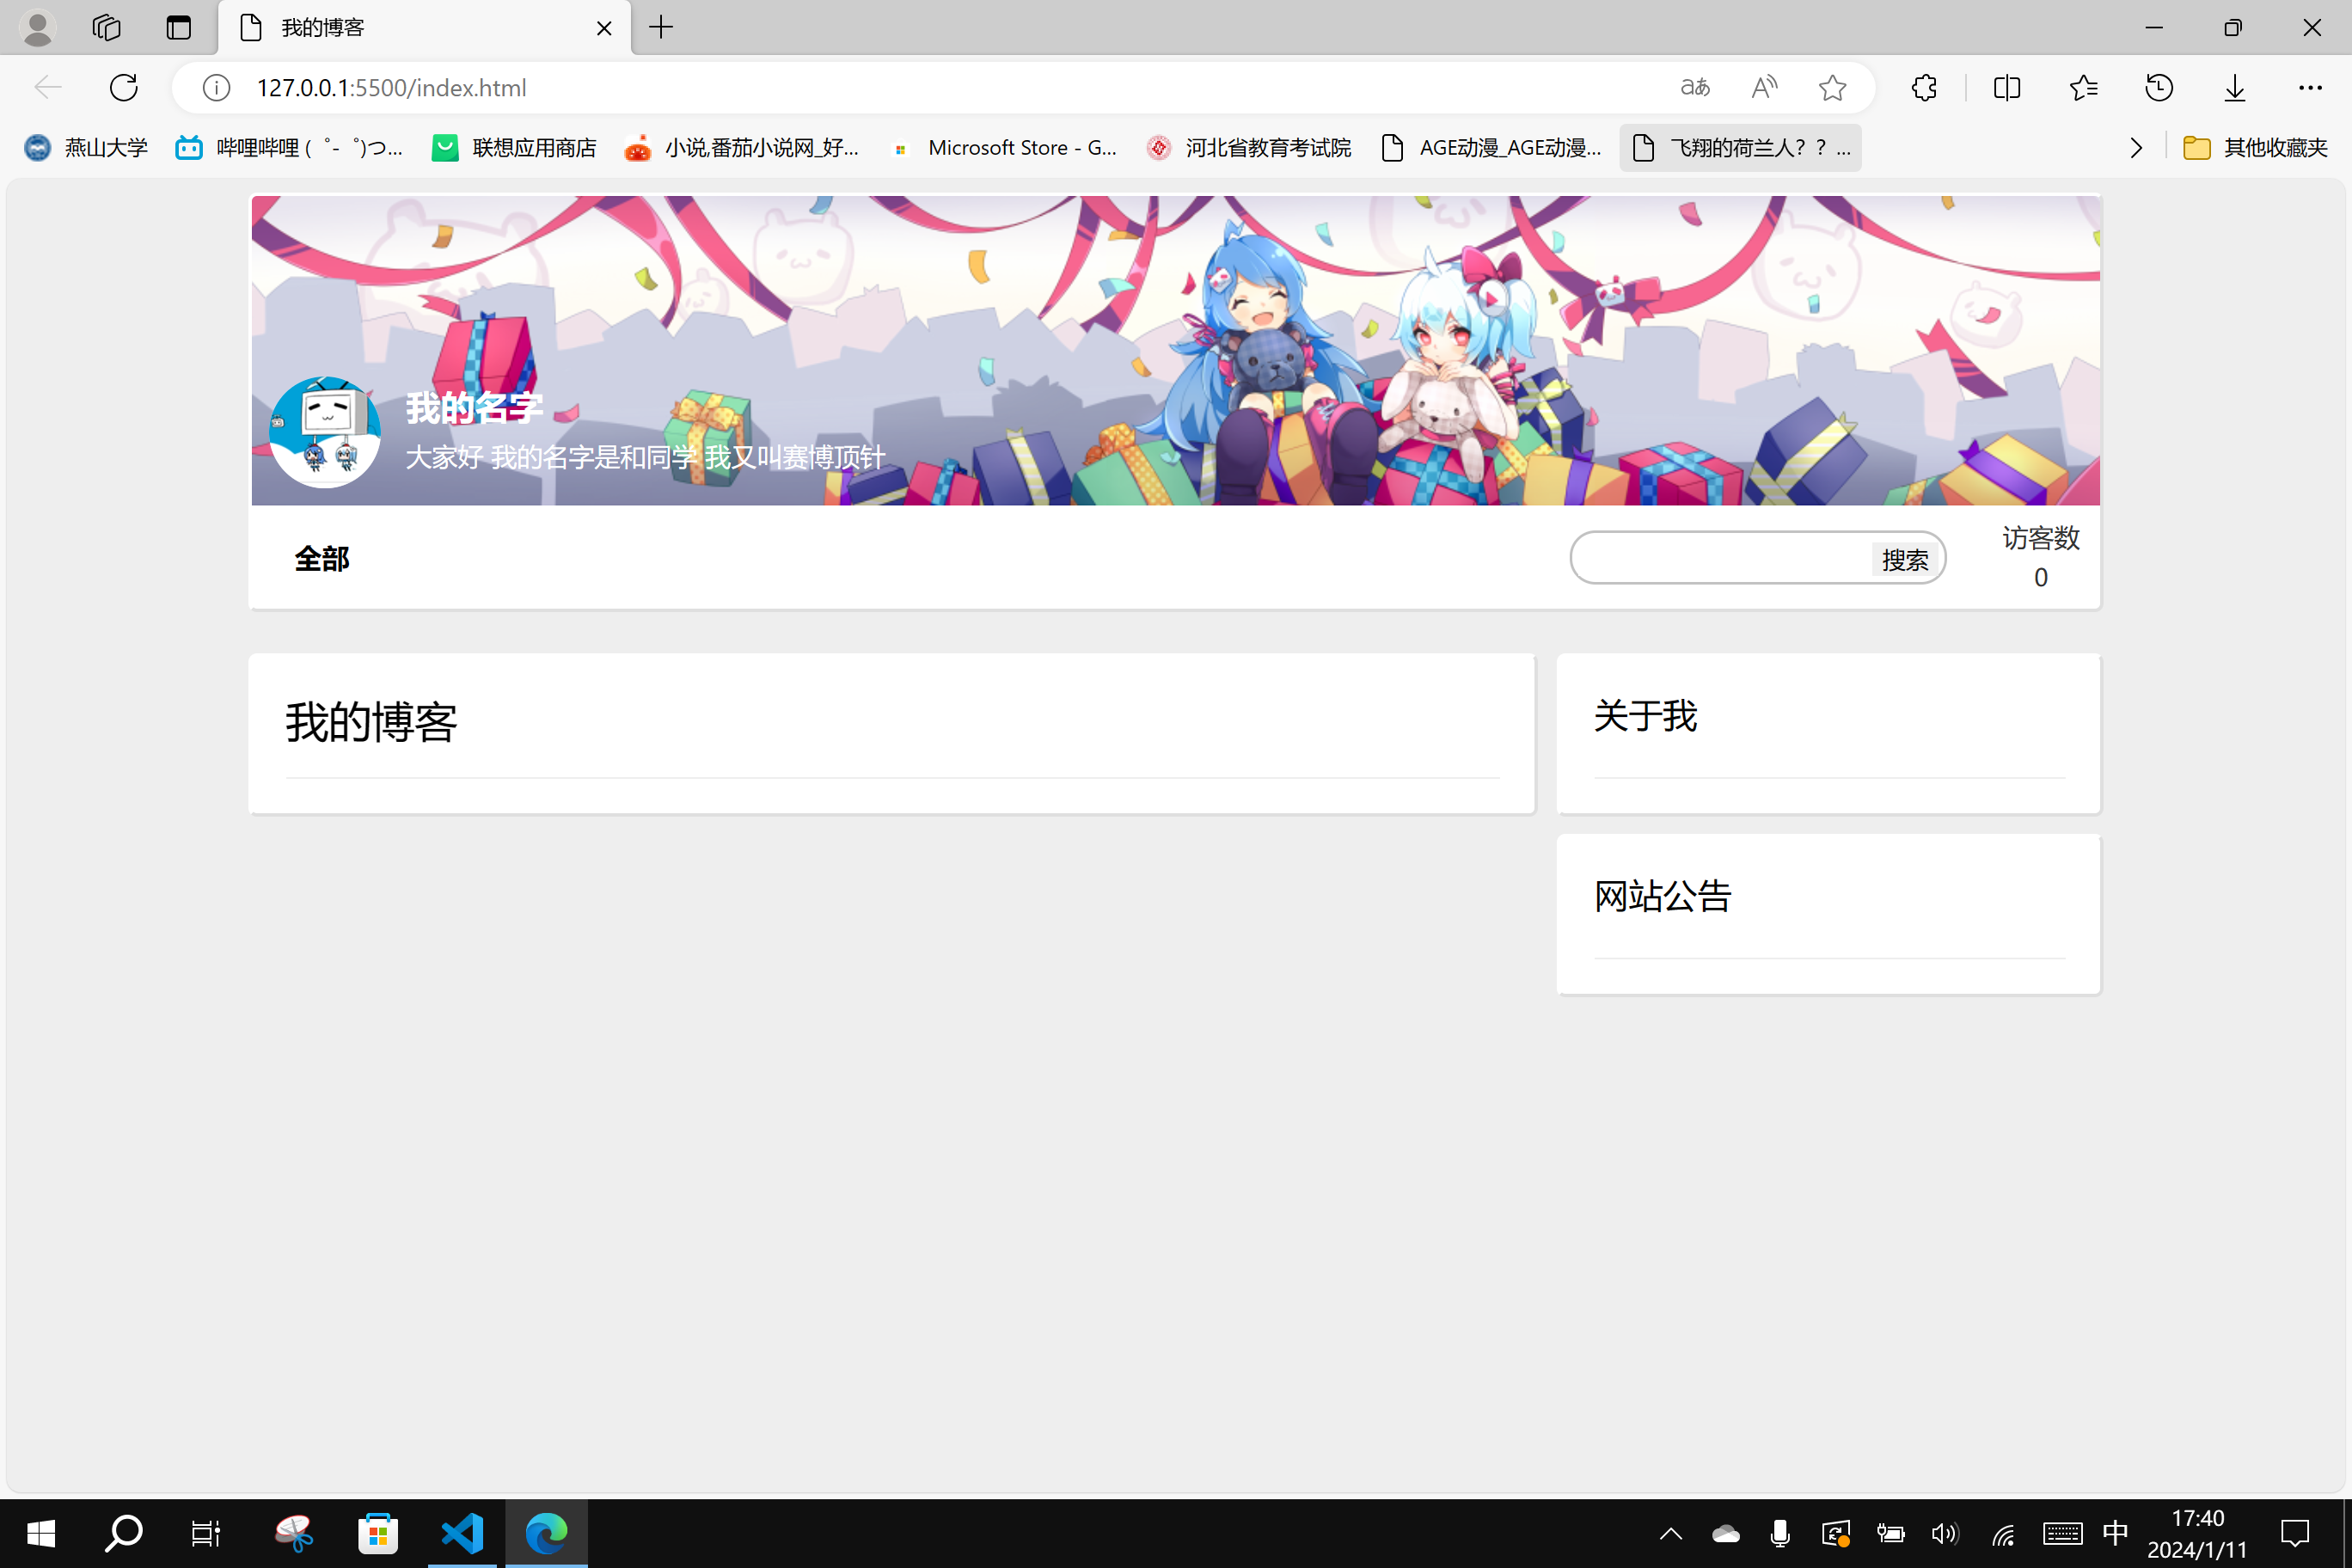 我的博客
127.0.0.1:5500/index.html
aあ
A
燕山大学
哔哩哔哩 (゜-゜)つ...
联想应用商店
小说,番茄小说网_好...
Microsoft Store - G...
河北省教育考试院
AGE动漫_AGE动漫...
飞翔的荷兰人？？...
其他收藏夹
我的名字
大家好 我的名字是和同学 我又叫赛博顶针
全部
搜索
访客数
0
我的博客
关于我
网站公告
中
17:40
2024/1/11